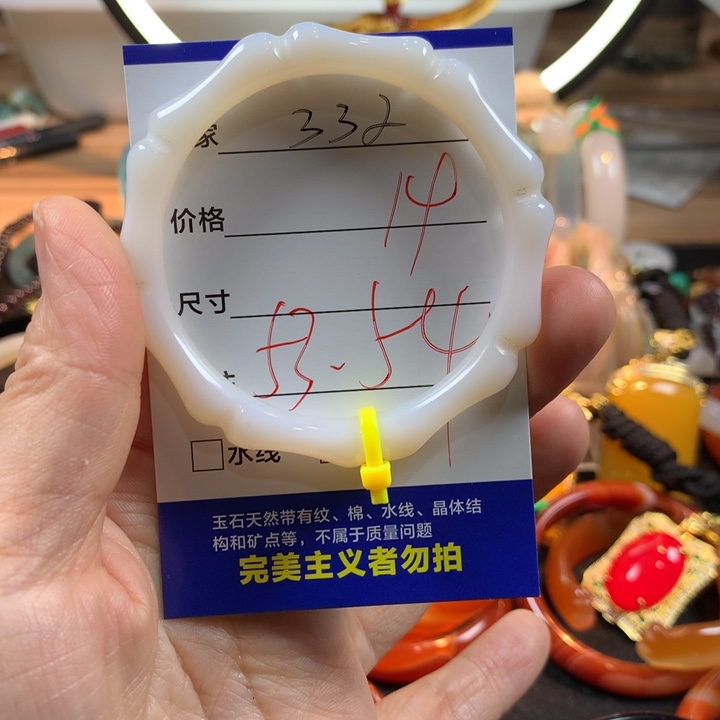 家 332
价格 14
尺寸
53-54
水线
玉石天然带有纹、棉、水线、晶体结
构和矿点等，不属于质量问题
完美主义者勿拍